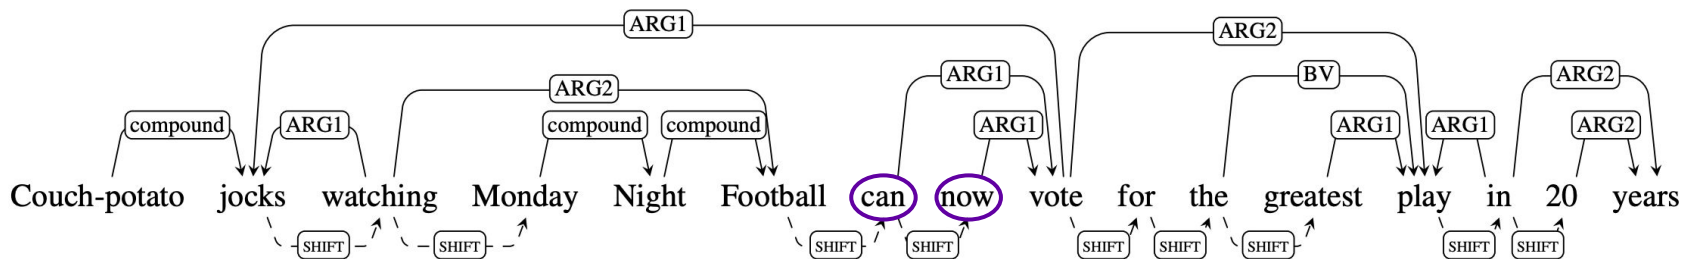 ARG1
ARG2
ARG1 BV ARG2
ARG2
compound ARG1 compound compound ARG1 ARG1 ARG1 ARG2
Couch-potato jocks watching Monday Night Football can now vote for the greatest play in 20 years
SHIFT SHIFT SHIFT SHIFT SHIFT SHIFT SHIFT SHIFT SHIFT